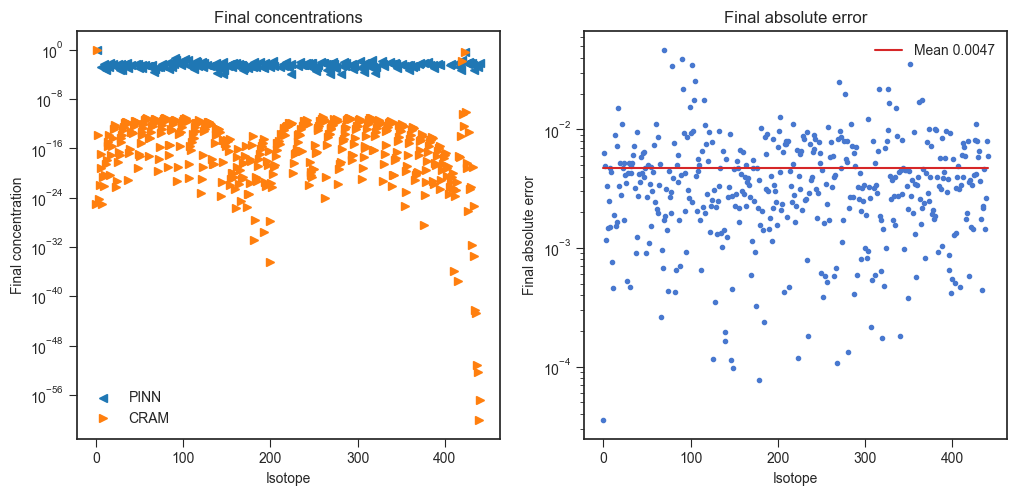 Final concentrations
Final concentration
10^0
10^-8
10^-16
10^-24
10^-32
10^-40
10^-48
10^-56
PINN
CRAM
0 100 200 300 400
Isotope
Final absolute error
Final absolute error
Mean 0.0047
10^-2
10^-3
10^-4
0 100 200 300 400
Isotope